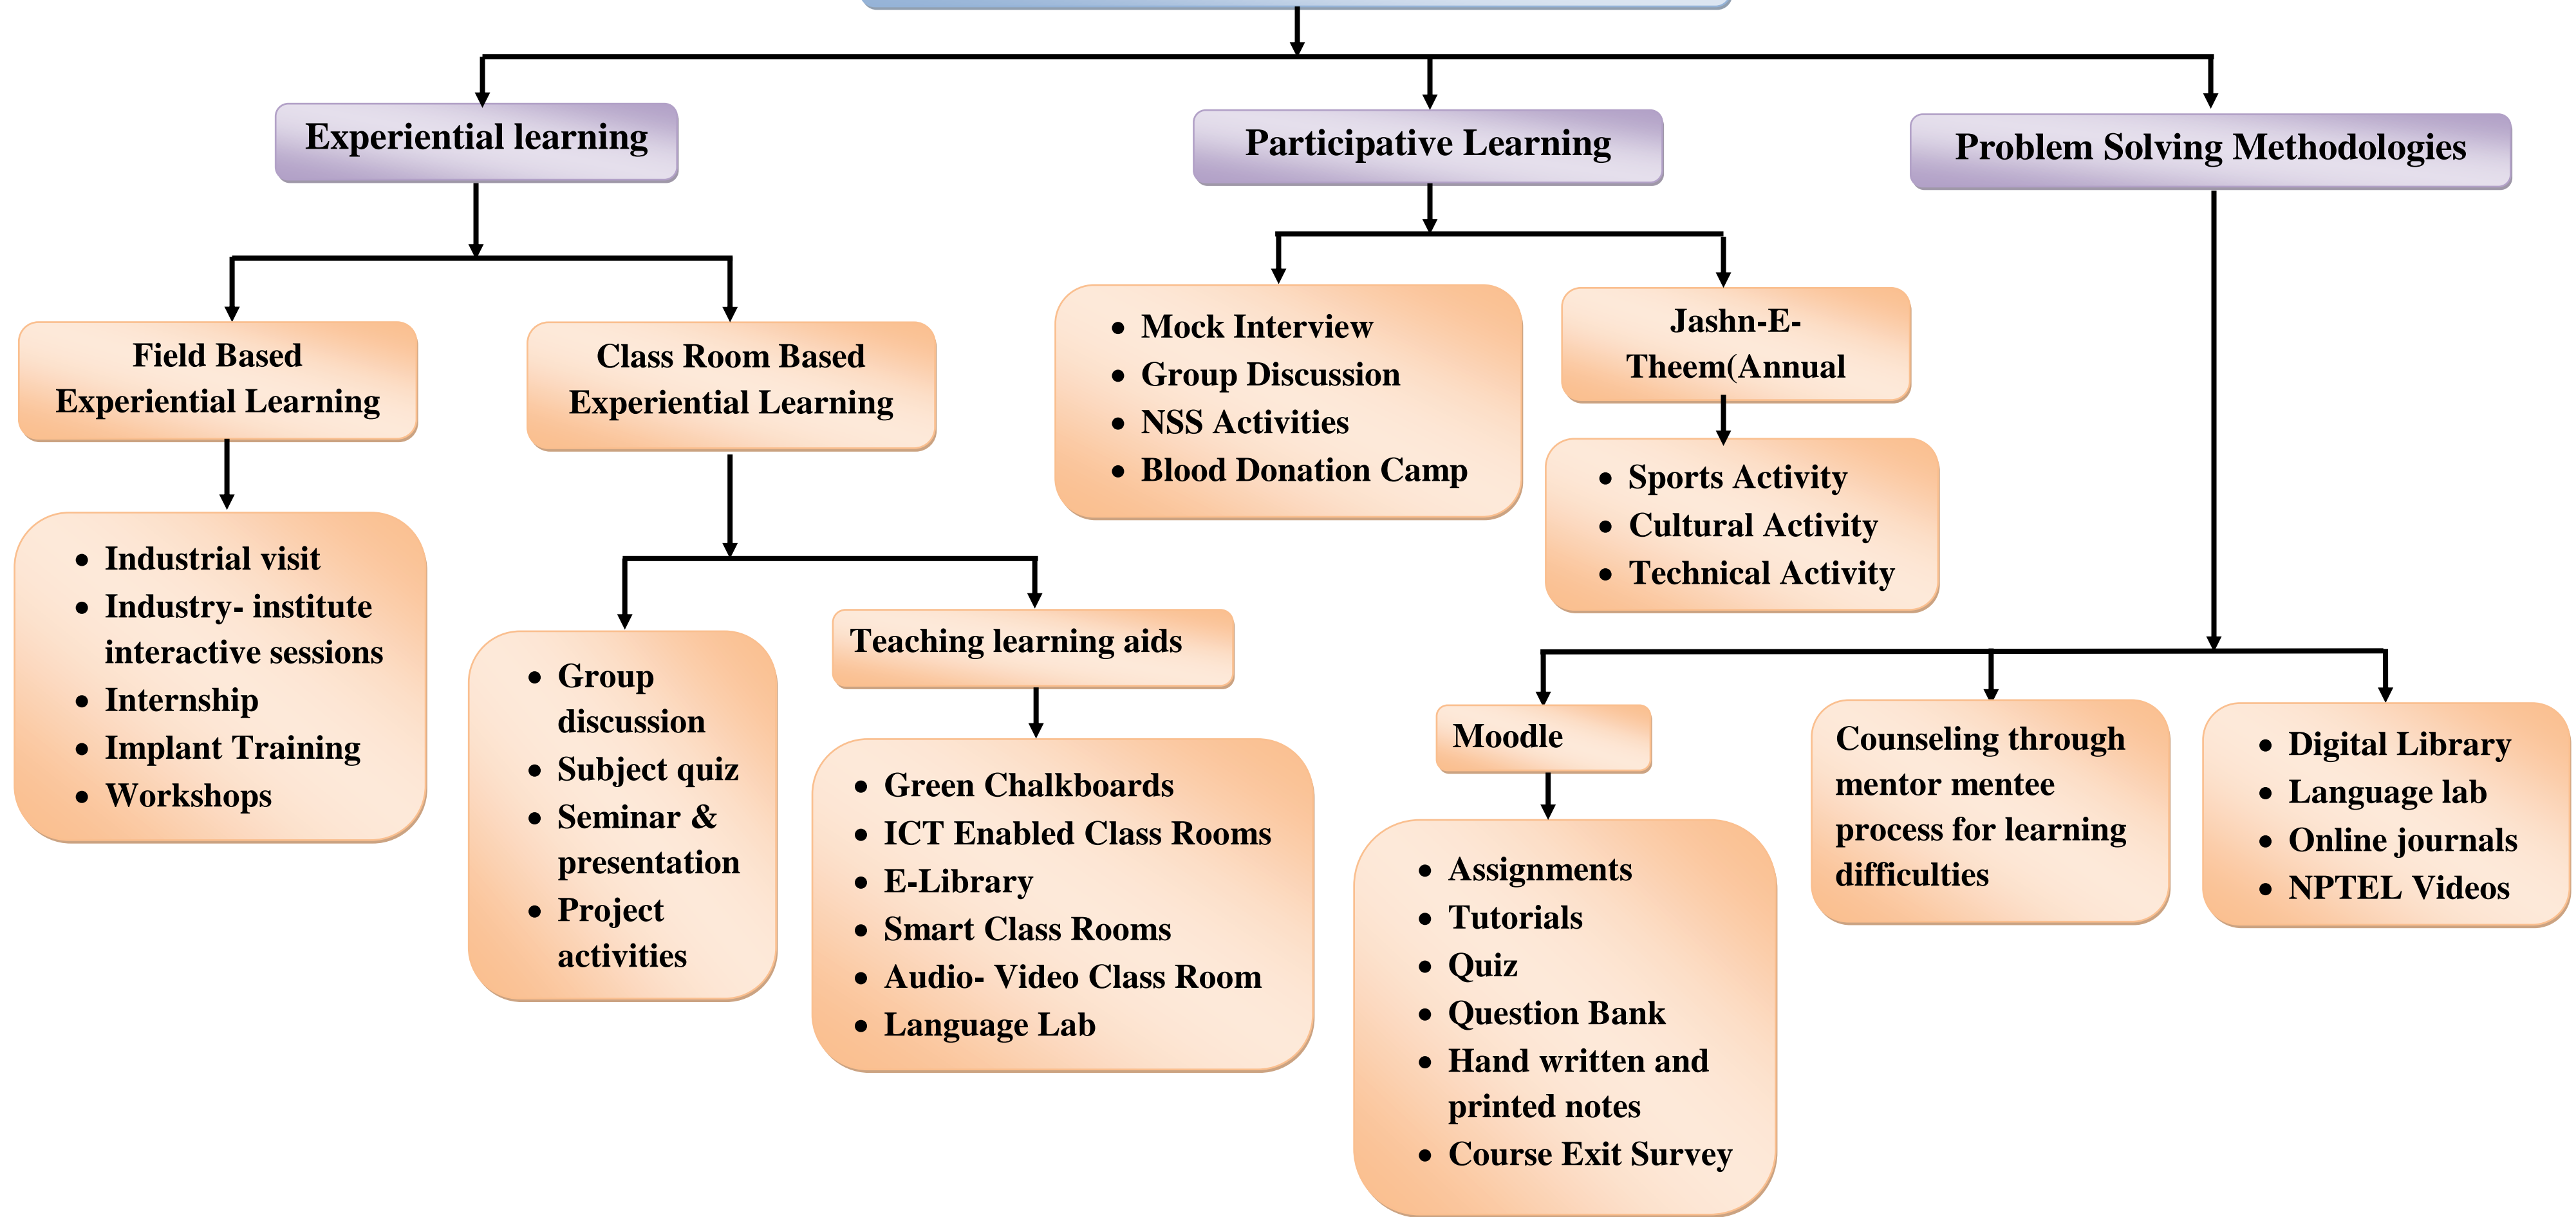 Experiential learning
Participative Learning
Problem Solving Methodologies
Field Based
Experiential Learning
Class Room Based
Experiential Learning
• Mock Interview
• Group Discussion
• NSS Activities
• Blood Donation Camp
Jashn-E-
Theem(Annual
• Sports Activity
• Cultural Activity
• Technical Activity
• Industrial visit
• Industry- institute
interactive sessions
• Internship
• Implant Training
• Workshops
• Group
discussion
• Subject quiz
• Seminar &
presentation
• Project
activities
Teaching learning aids
• Green Chalkboards
• ICT Enabled Class Rooms
• E-Library
• Smart Class Rooms
• Audio- Video Class Room
• Language Lab
Moodle
• Assignments
• Tutorials
• Quiz
• Question Bank
• Hand written and
printed notes
• Course Exit Survey
Counseling through
mentor mentee
process for learning
difficulties
• Digital Library
• Language lab
• Online journals
• NPTEL Videos